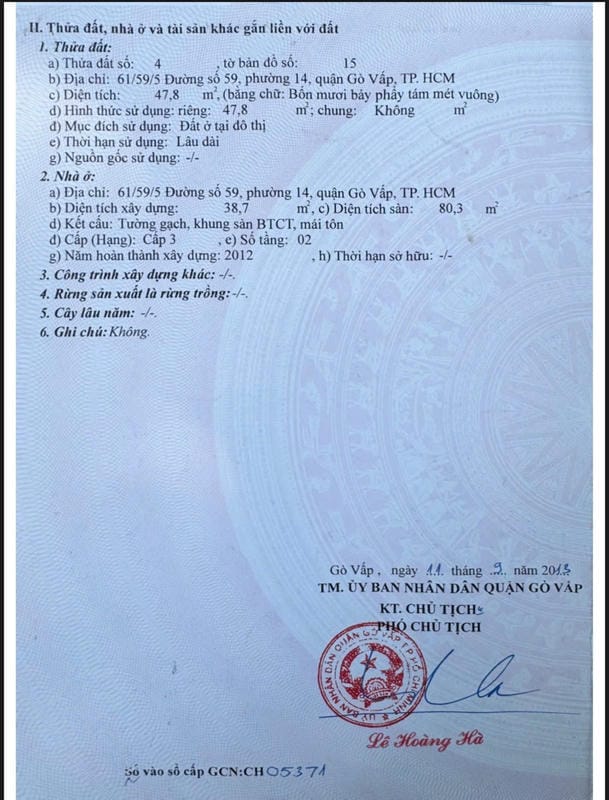 II. Thửa đất, nhà ở và tài sản khác gắn liền với đất
1. Thửa đất:
a) Thửa đất số: 4 , tờ bản đồ số: 15
b) Địa chỉ: 61/59/5 Đường số 59, phường 14, quận Gò Vấp, TP. HCM
c) Diện tích: 47,8 m², (bằng chữ: Bốn mươi bảy phẩy tám mét vuông)
d) Hình thức sử dụng: riêng: 47,8 m²; chung: Không m²
đ) Mục đích sử dụng: Đất ở tại đô thị
e) Thời hạn sử dụng: Lâu dài
g) Nguồn gốc sử dụng: -/-
2. Nhà ở:
a) Địa chỉ: 61/59/5 Đường số 59, phường 14, quận Gò Vấp, TP. HCM
b) Diện tích xây dựng: 38,7 m², c) Diện tích sàn: 80,3 m²
d) Kết cấu: Tường gạch, khung sàn BTCT, mái tôn
đ) Cấp (Hạng): Cấp 3 , e) Số tầng: 02
g) Năm hoàn thành xây dựng: 2012 , h) Thời hạn sở hữu: -/-
3. Công trình xây dựng khác: -/-.
4. Rừng sản xuất là rừng trồng: -/-.
5. Cây lâu năm: -/-.
6. Ghi chú: Không.
Gò Vấp, ngày 11 tháng 9 năm 2013
TM. ỦY BAN NHÂN DÂN QUẬN GÒ VẤP
KT. CHỦ TỊCH
PHÓ CHỦ TỊCH
ỦY BAN NHÂN DÂN QUẬN GÒ VẤP T.P HỒ CHÍ MINH
Lê Hoàng Hà
Số vào sổ cấp GCN: CH 05371